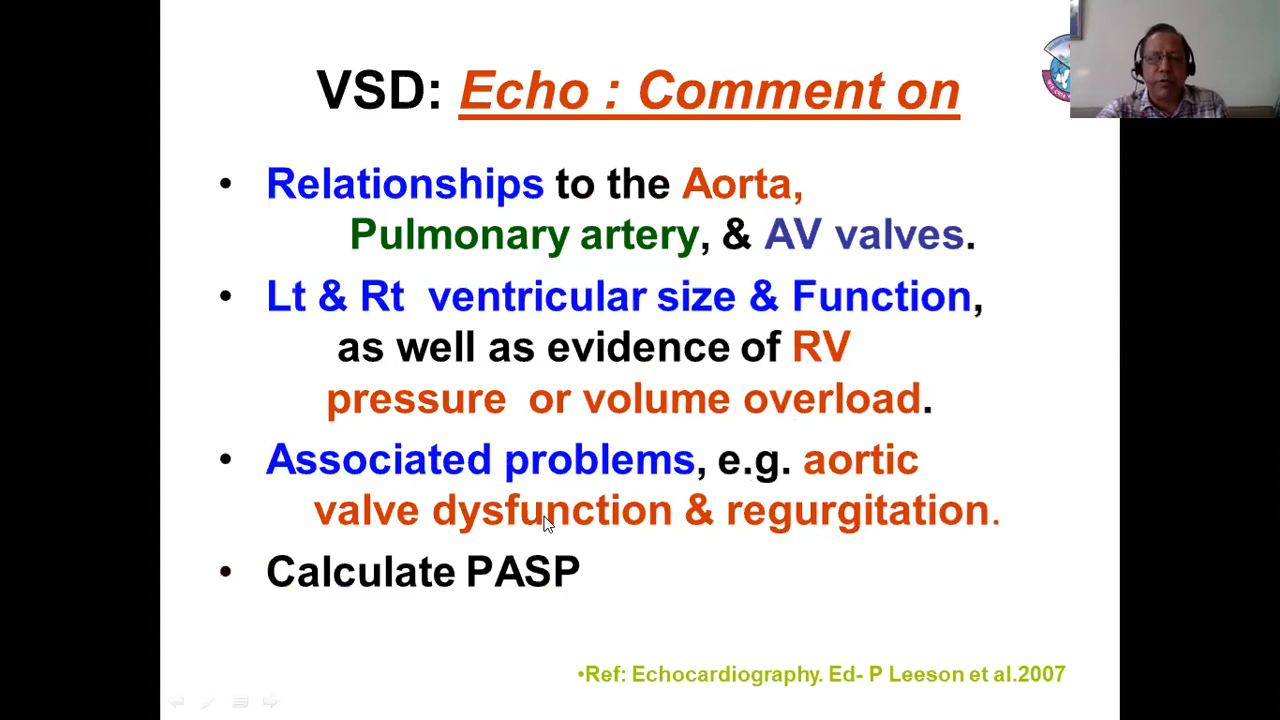 VSD: Echo : Comment on
• Relationships to the Aorta,
Pulmonary artery, & AV valves.
• Lt & Rt ventricular size & Function,
as well as evidence of RV
pressure or volume overload.
• Associated problems, e.g. aortic
valve dysfunction & regurgitation.
• Calculate PASP
•Ref: Echocardiography. Ed- P Leeson et al.2007